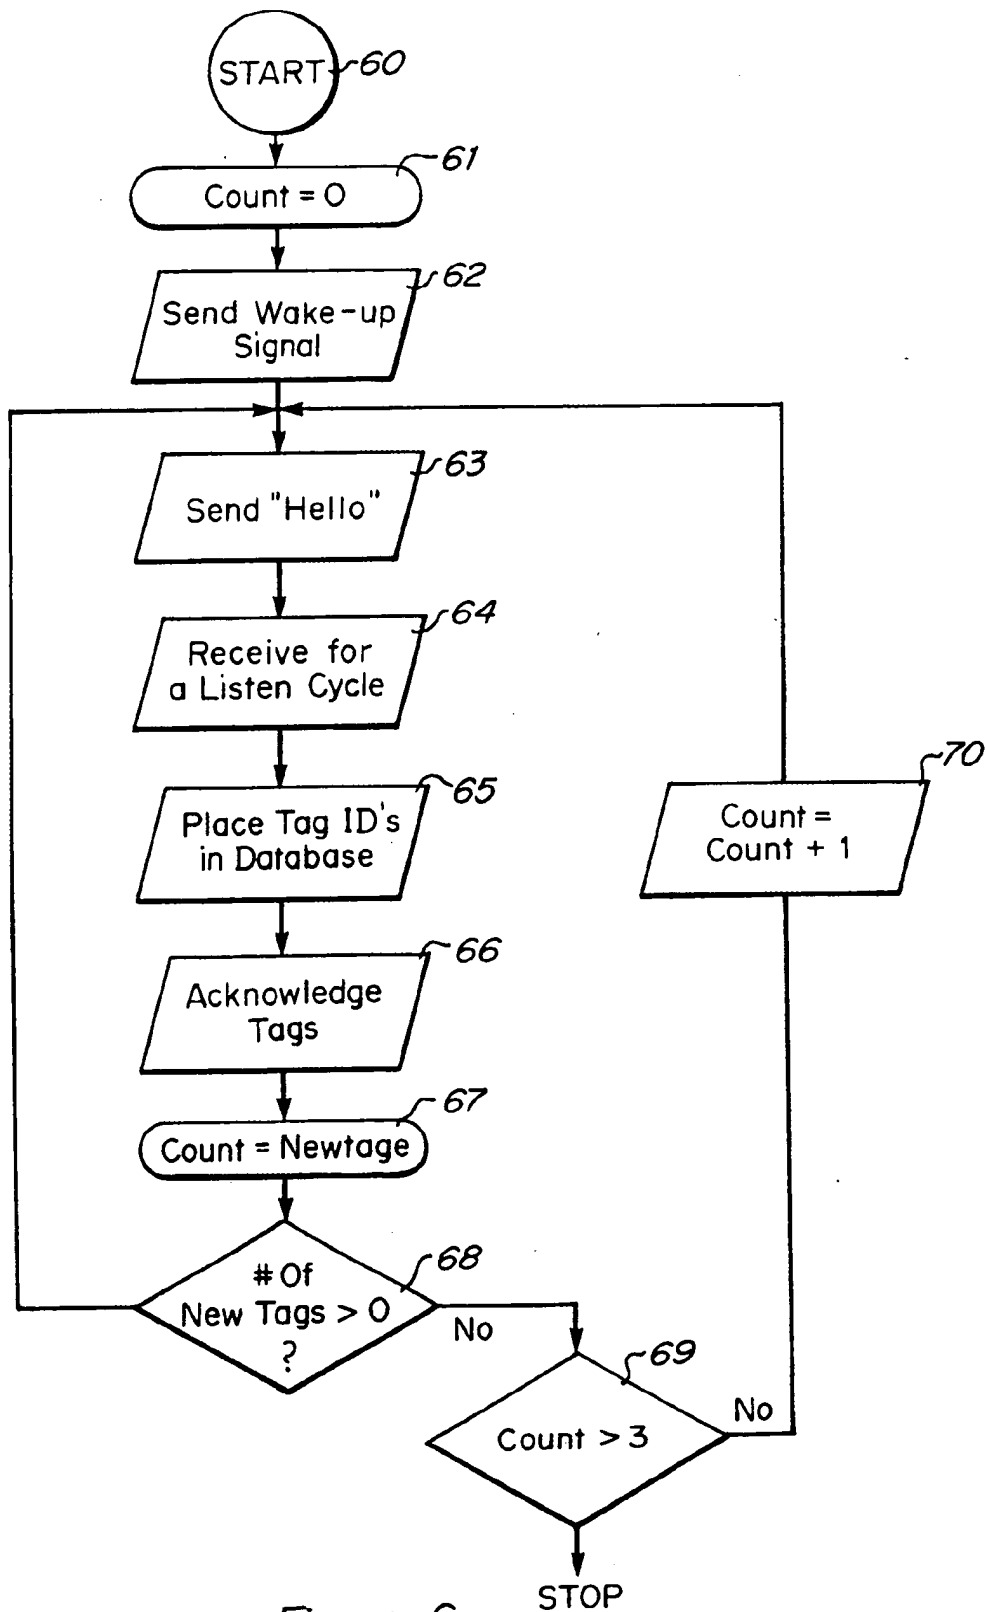 START
60
61
Count = 0
62
Send Wake-up
Signal
63
Send "Hello"
64
Receive for
a Listen Cycle
65
Place Tag ID's
in Database
70
Count =
Count + 1
66
Acknowledge
Tags
67
Count = Newtage
68
# Of
New Tags > 0
?
No
69
Count > 3
No
STOP